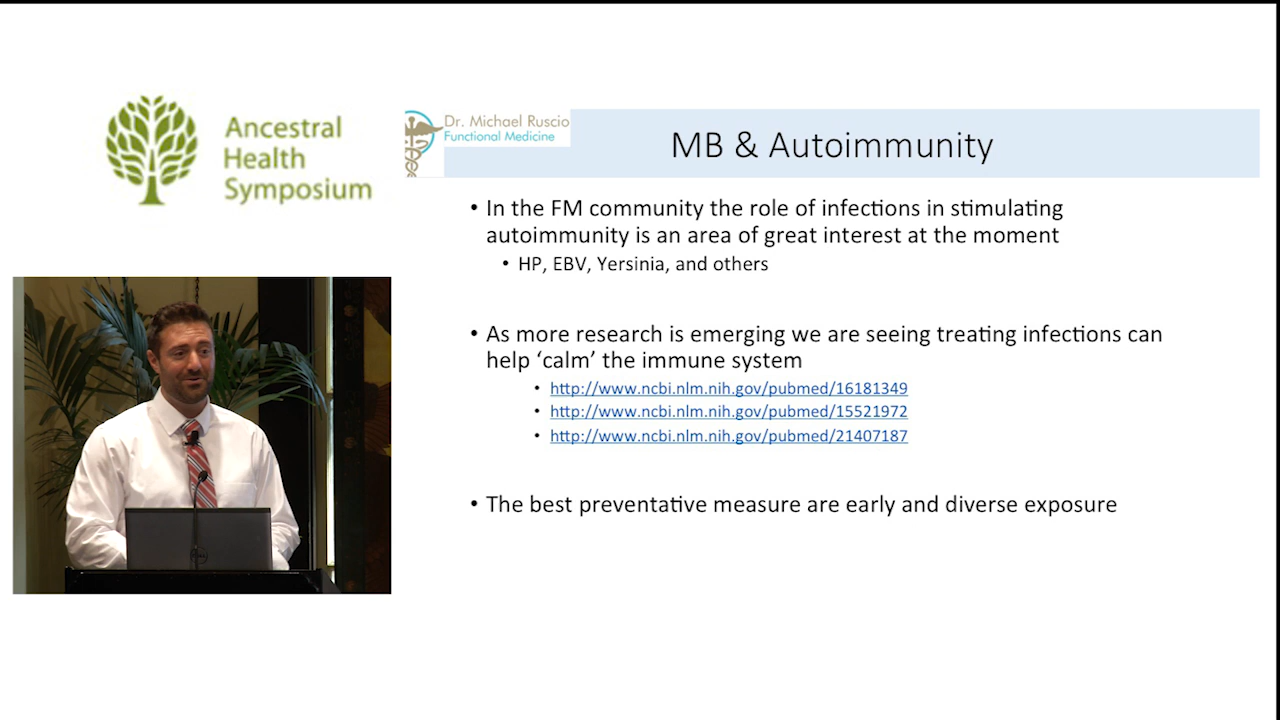 Ancestral
Health
Symposium
Dr. Michael Ruscio
Functional Medicine
MB & Autoimmunity
• In the FM community the role of infections in stimulating
autoimmunity is an area of great interest at the moment
• HP, EBV, Yersinia, and others
• As more research is emerging we are seeing treating infections can
help ‘calm’ the immune system
• http://www.ncbi.nlm.nih.gov/pubmed/16181349
• http://www.ncbi.nlm.nih.gov/pubmed/15521972
• http://www.ncbi.nlm.nih.gov/pubmed/21407187
• The best preventative measure are early and diverse exposure